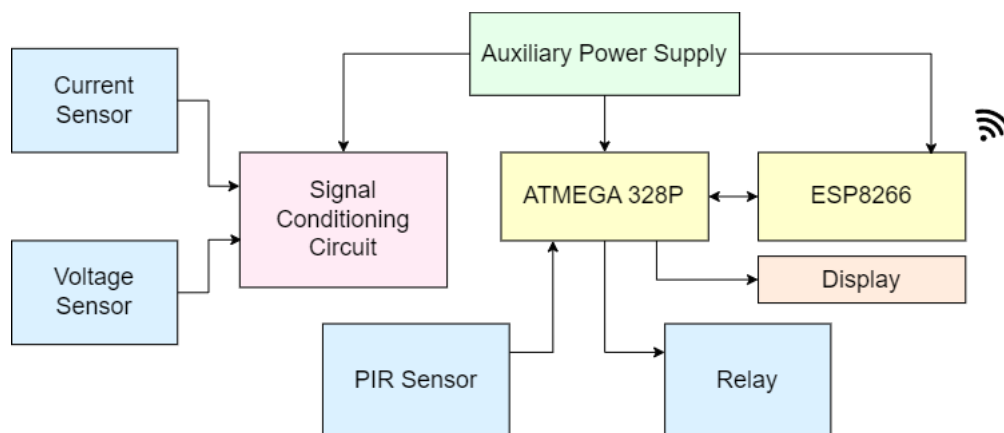 Auxiliary Power Supply
Current
Sensor
Signal
Conditioning
Circuit
ATMEGA 328P
ESP8266
Voltage
Sensor
Display
PIR Sensor
Relay